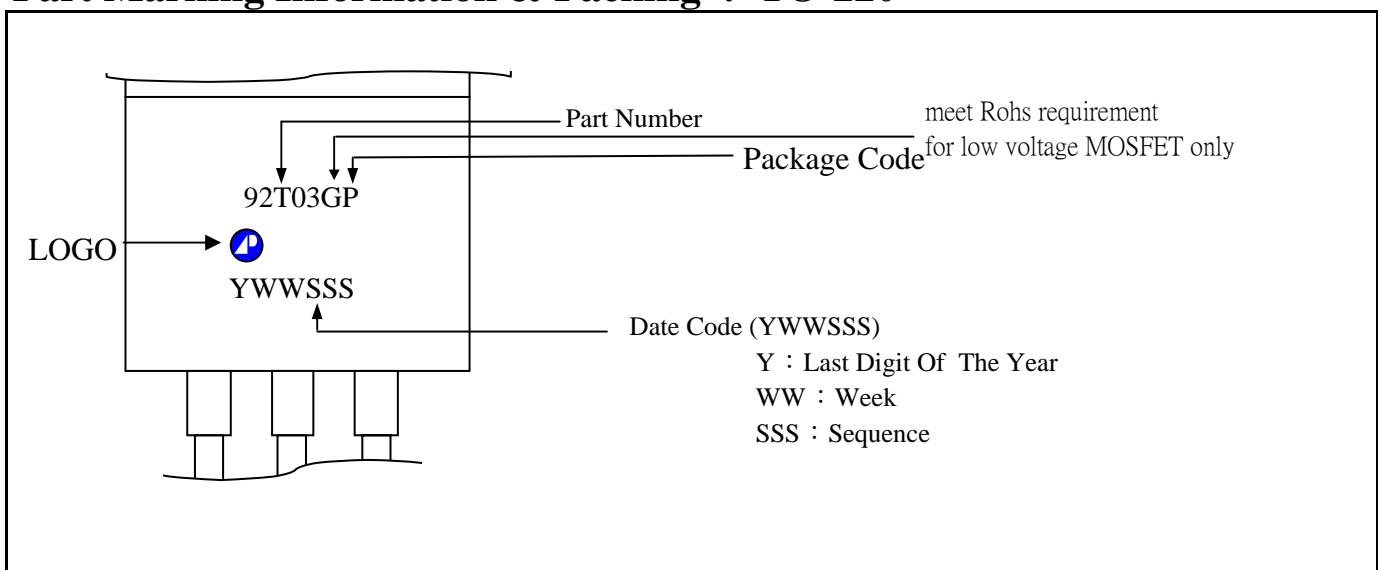 Part Number
meet Rohs requirement
for low voltage MOSFET only
Package Code
92T03GP
LOGO
YWWSSS
Date Code (YWWSSS)
Y：Last Digit Of The Year
WW：Week
SSS：Sequence